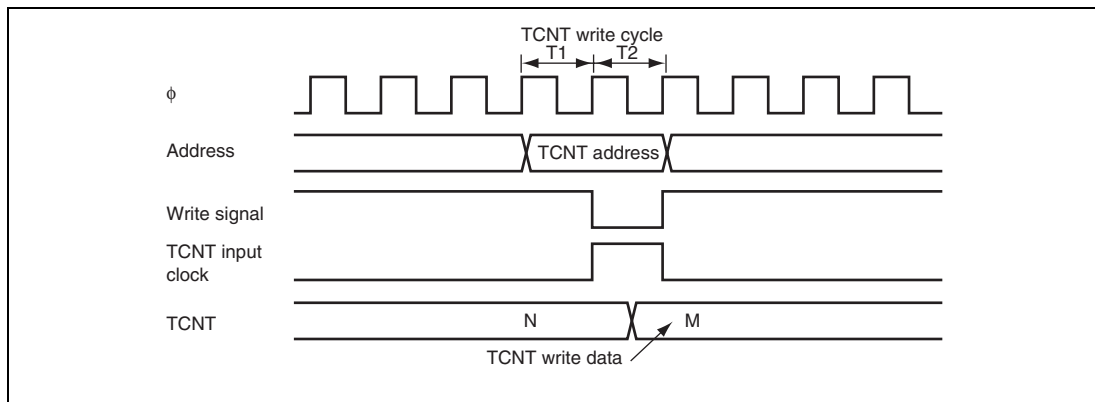 TCNT write cycle
T1 T2
ϕ
Address
TCNT address
Write signal
TCNT input
clock
TCNT
N M
TCNT write data